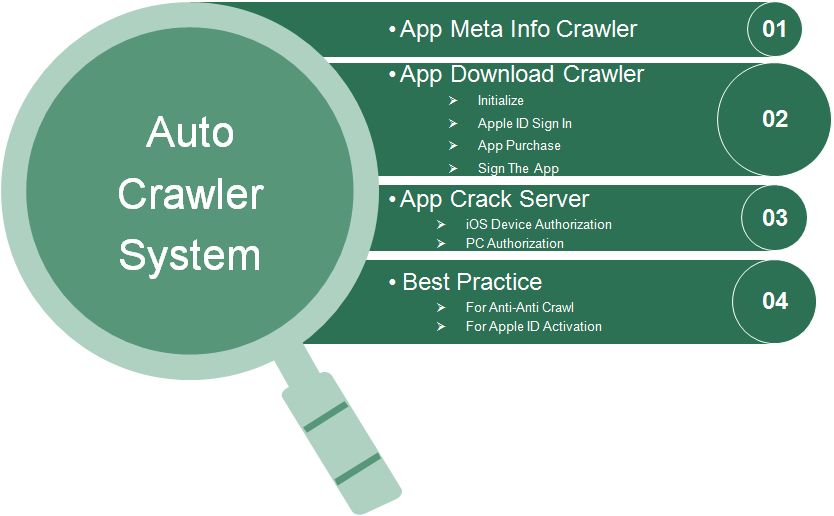 Auto
Crawler
System
• App Meta Info Crawler
01
• App Download Crawler
➢ Initialize
➢ Apple ID Sign In
➢ App Purchase
➢ Sign The App
02
• App Crack Server
➢ iOS Device Authorization
➢ PC Authorization
03
• Best Practice
➢ For Anti-Anti Crawl
➢ For Apple ID Activation
04